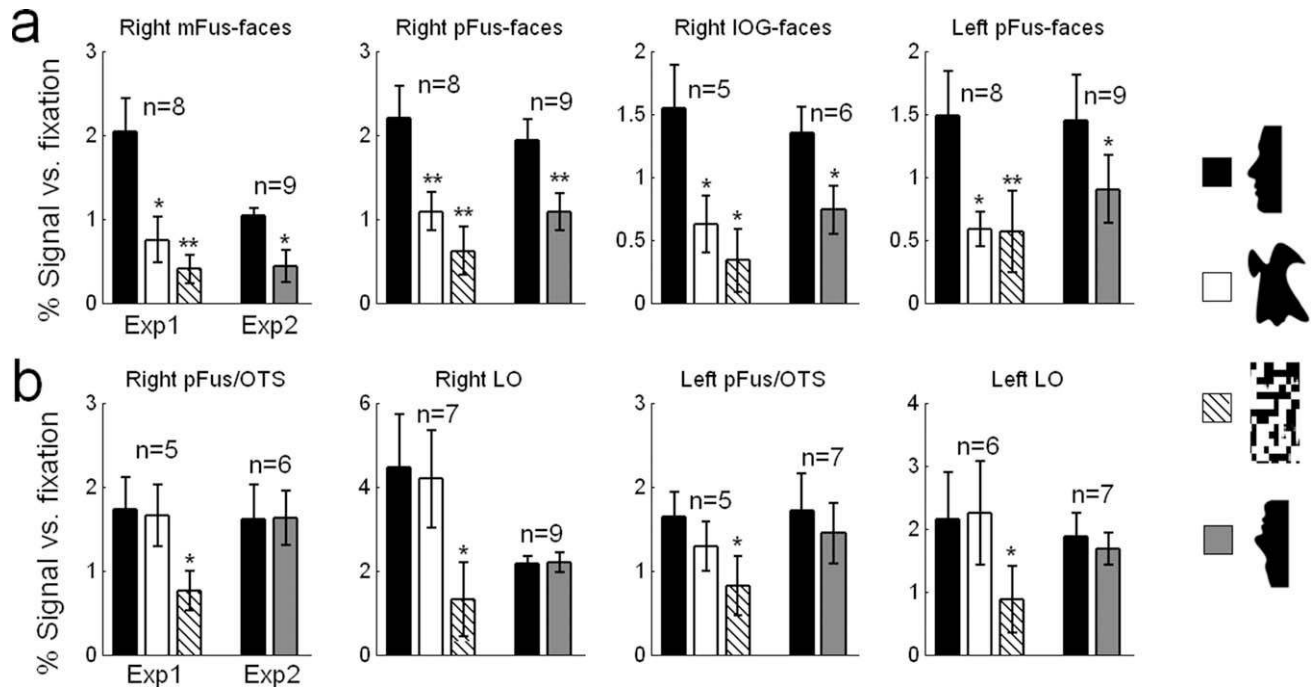 a
Right mFus-faces
% Signal vs. fixation
3
2
1
0
n=8
*
**
n=9
*
Exp1
Exp2
Right pFus-faces
3
2
1
0
n=8
**
**
n=9
**
Right IOG-faces
2
1.5
1
0.5
0
n=5
*
*
n=6
*
Left pFus-faces
2
1.5
1
0.5
0
n=8
*
**
n=9
*
b
Right pFus/OTS
% Signal vs. fixation
3
2
1
0
n=5
*
n=6
Exp1
Exp2
Right LO
6
4
2
0
n=7
*
n=9
Left pFus/OTS
3
2
1
0
n=5
*
n=7
Left LO
4
3
2
1
0
n=6
*
n=7